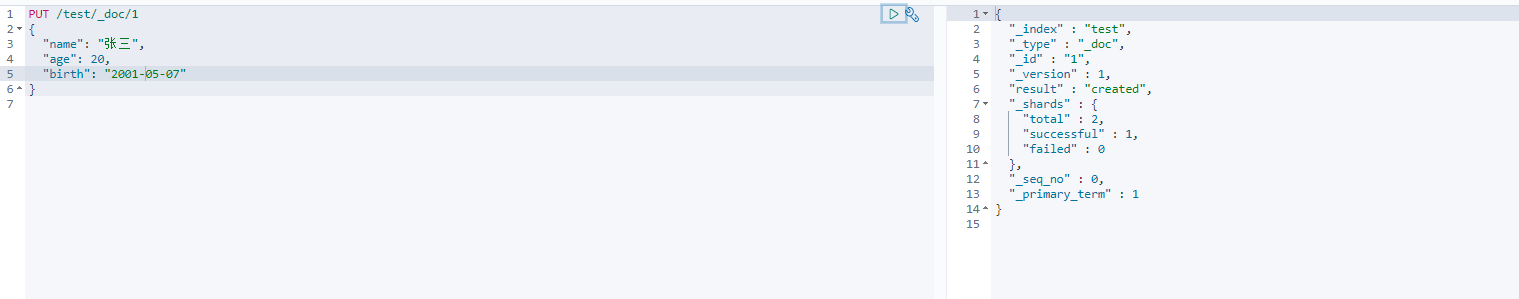 1 PUT /test/_doc/1
2 {
3 "name": "张三",
4 "age": 20,
5 "birth": "2001-05-07"
6 }
7
1 {
2 "_index" : "test",
3 "_type" : "_doc",
4 "_id" : "1",
5 "_version" : 1,
6 "result" : "created",
7 "_shards" : {
8 "total" : 2,
9 "successful" : 1,
10 "failed" : 0
11 },
12 "_seq_no" : 0,
13 "_primary_term" : 1
14 }
15